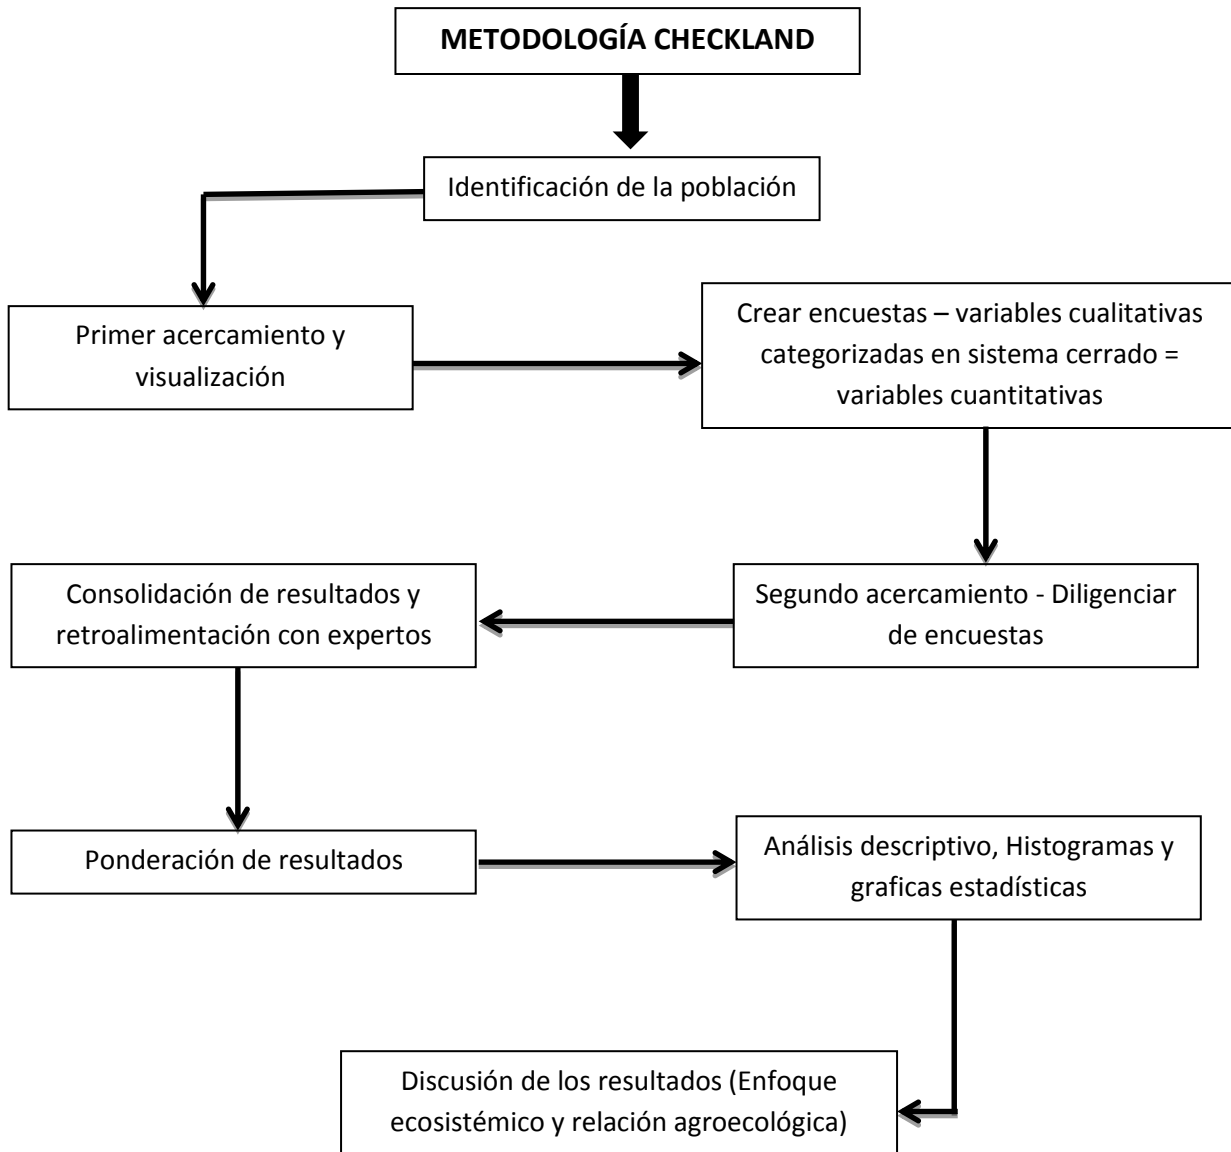 METODOLOGÍA CHECKLAND
Identificación de la población
Primer acercamiento y
visualización
Crear encuestas – variables cualitativas
categorizadas en sistema cerrado =
variables cuantitativas
Segundo acercamiento - Diligenciar
de encuestas
Consolidación de resultados y
retroalimentación con expertos
Ponderación de resultados
Análisis descriptivo, Histogramas y
graficas estadísticas
Discusión de los resultados (Enfoque
ecosistémico y relación agroecológica)